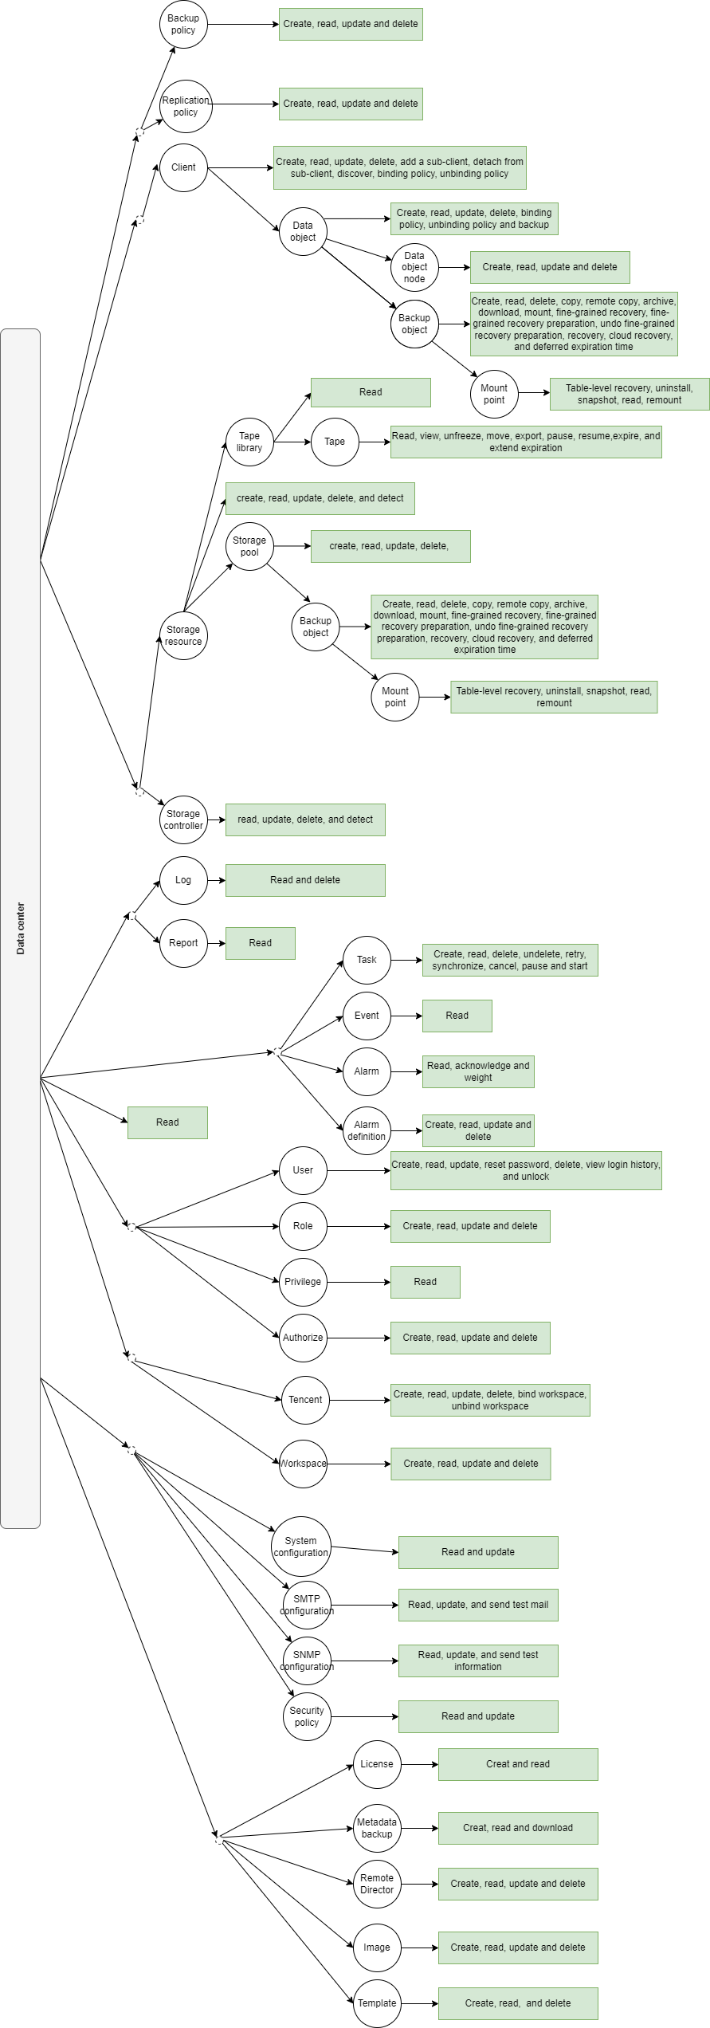 Backup
policy
Create, read, update and delete
Replication
policy
Create, read, update and delete
Client
Create, read, update, delete, add a sub-client, detach from
sub-client, discover, binding policy, unbinding policy
Data
object
Create, read, update, delete, binding
policy, unbinding policy and backup
Data
object
node
Create, read, update and delete
Backup
object
Create, read, delete, copy, remote copy, archive,
download, mount, fine-grained recovery, fine-
grained recovery preparation, undo fine-grained
recovery preparation, recovery, cloud recovery,
and deferred expiration time
Mount
point
Table-level recovery, uninstall,
snapshot, read, remount
Read
Tape
library
Tape
Read, view, unfreeze, move, export, pause, resume,expire, and
extend expiration
create, read, update, delete, and detect
Storage
pool
create, read, update, delete,
Backup
object
Create, read, delete, copy, remote copy, archive,
download, mount, fine-grained recovery, fine-grained
recovery preparation, undo fine-grained recovery
preparation, recovery, cloud recovery, and deferred
expiration time
Storage
resource
Mount
point
Table-level recovery, uninstall, snapshot, read,
remount
Storage
controller
read, update, delete, and detect
Log
Read and delete
Data center
Report
Read
Task
Create, read, delete, undelete, retry,
synchronize, cancel, pause and start
Event
Read
Alarm
Read, acknowledge and
weight
Read
Alarm
definition
Create, read, update and
delete
User
Create, read, update, reset password, delete, view login history,
and unlock
Role
Create, read, update and delete
Privilege
Read
Authorize
Create, read, update and delete
Tencent
Create, read, update, delete, bind workspace,
unbind workspace
Workspace
Create, read, update and delete
System
configuration
Read and update
SMTP
configuration
Read, update, and send test mail
SNMP
configuration
Read, update, and send test
information
Security
policy
Read and update
License
Creat and read
Metadata
backup
Creat, read and download
Remote
Director
Create, read, update and delete
Image
Create, read, update and delete
Template
Create, read,  and delete